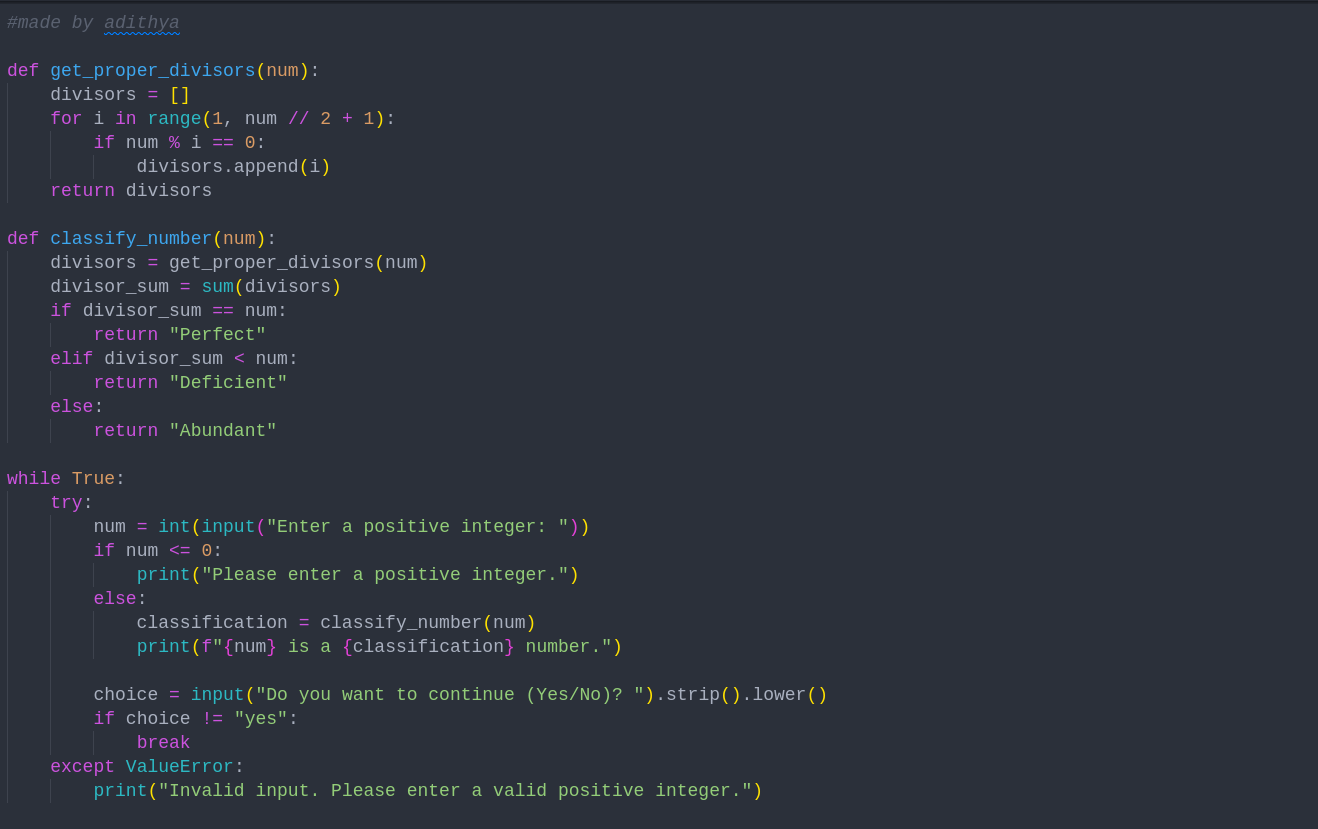 #made by adithya

def get_proper_divisors(num):
    divisors = []
    for i in range(1, num // 2 + 1):
        if num % i == 0:
            divisors.append(i)
    return divisors

def classify_number(num):
    divisors = get_proper_divisors(num)
    divisor_sum = sum(divisors)
    if divisor_sum == num:
        return "Perfect"
    elif divisor_sum < num:
        return "Deficient"
    else:
        return "Abundant"

while True:
    try:
        num = int(input("Enter a positive integer: "))
        if num <= 0:
            print("Please enter a positive integer.")
        else:
            classification = classify_number(num)
            print(f"{num} is a {classification} number.")

        choice = input("Do you want to continue (Yes/No)? ").strip().lower()
        if choice != "yes":
            break
    except ValueError:
        print("Invalid input. Please enter a valid positive integer.")